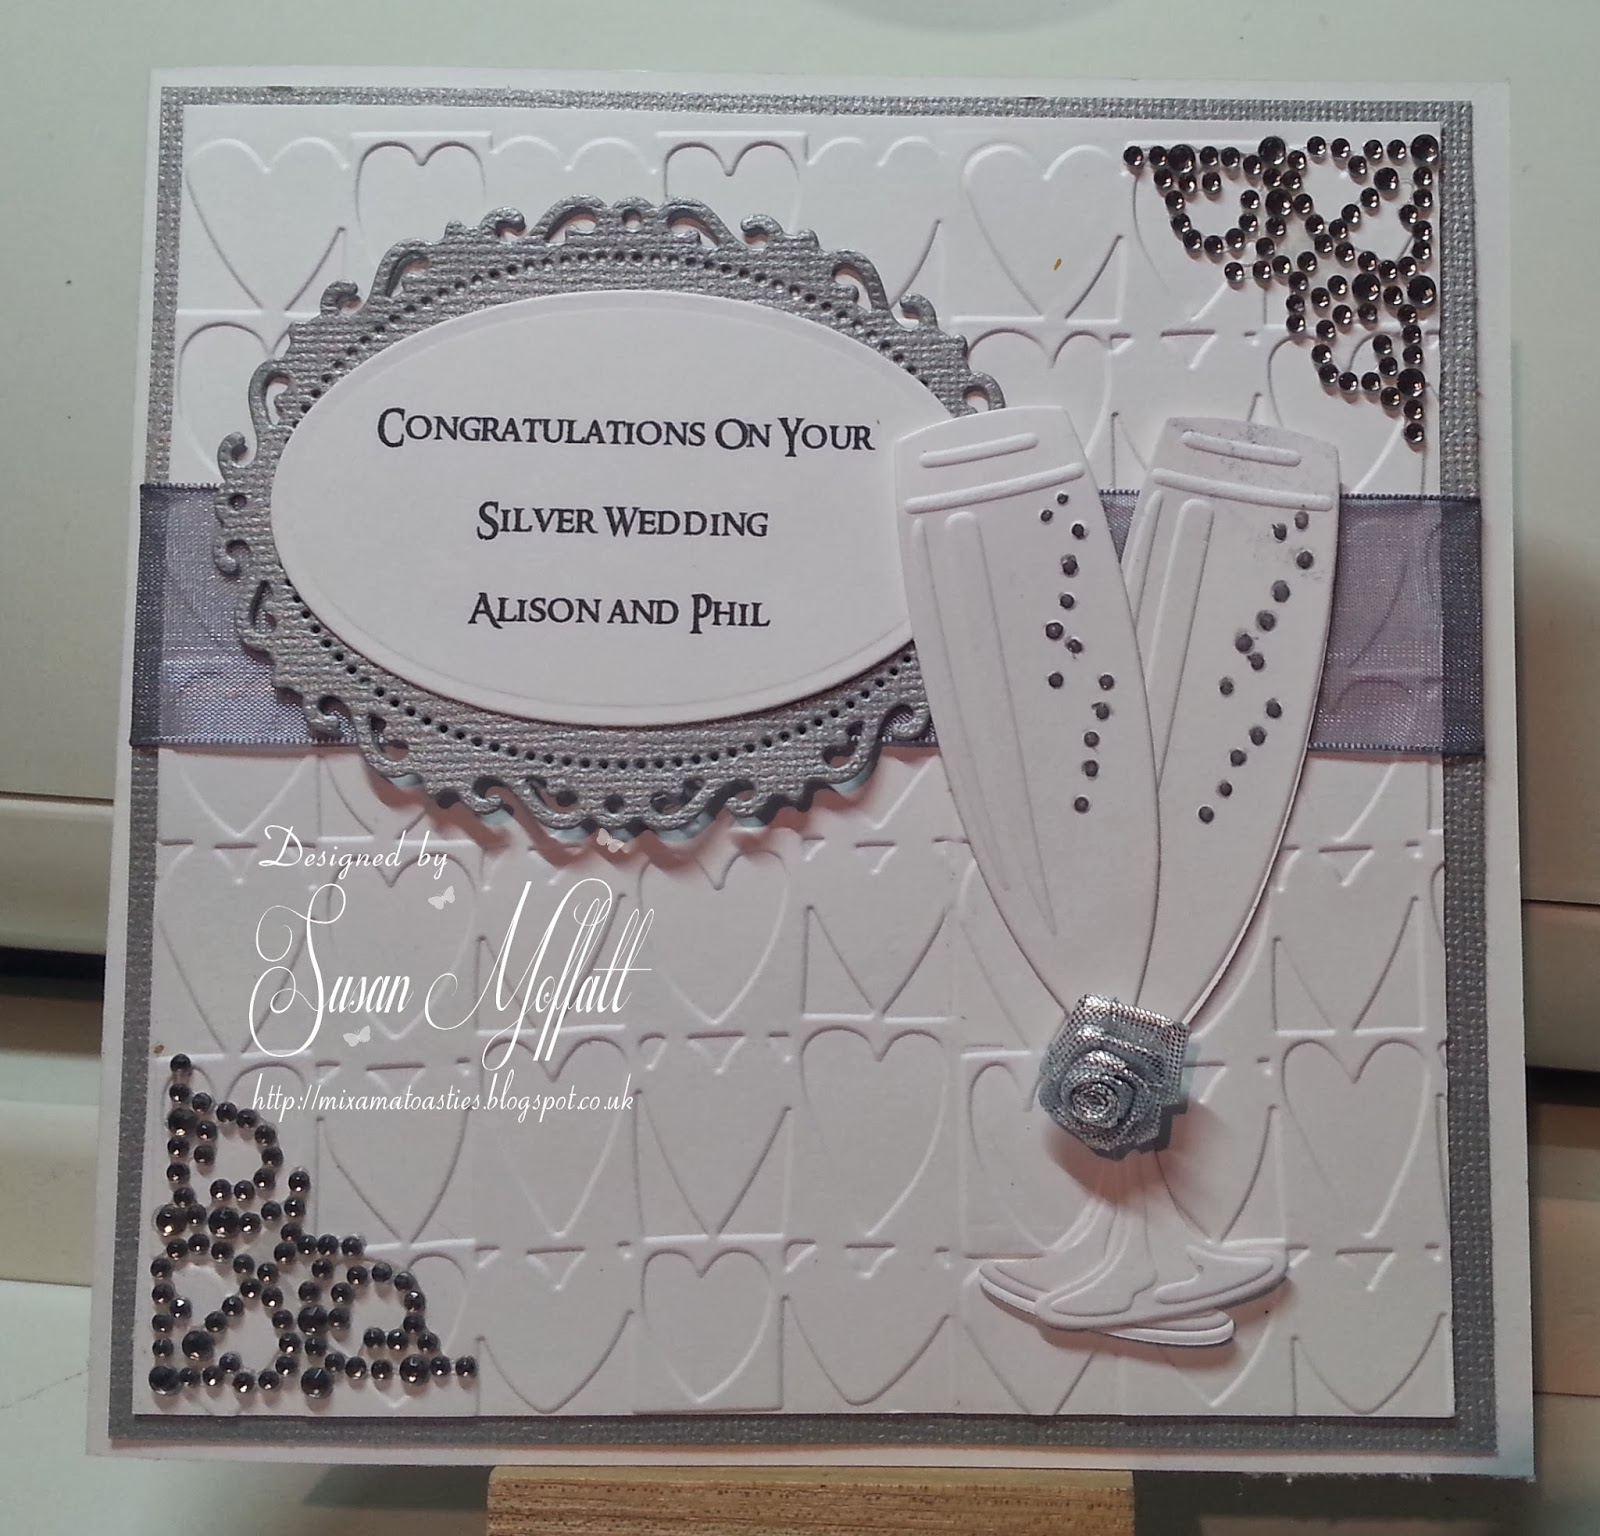 Congratulations On Your
Silver Wedding
Alison and Phil
Designed by
Susan Moffatt
http://mixamatoasties.blogspot.co.uk